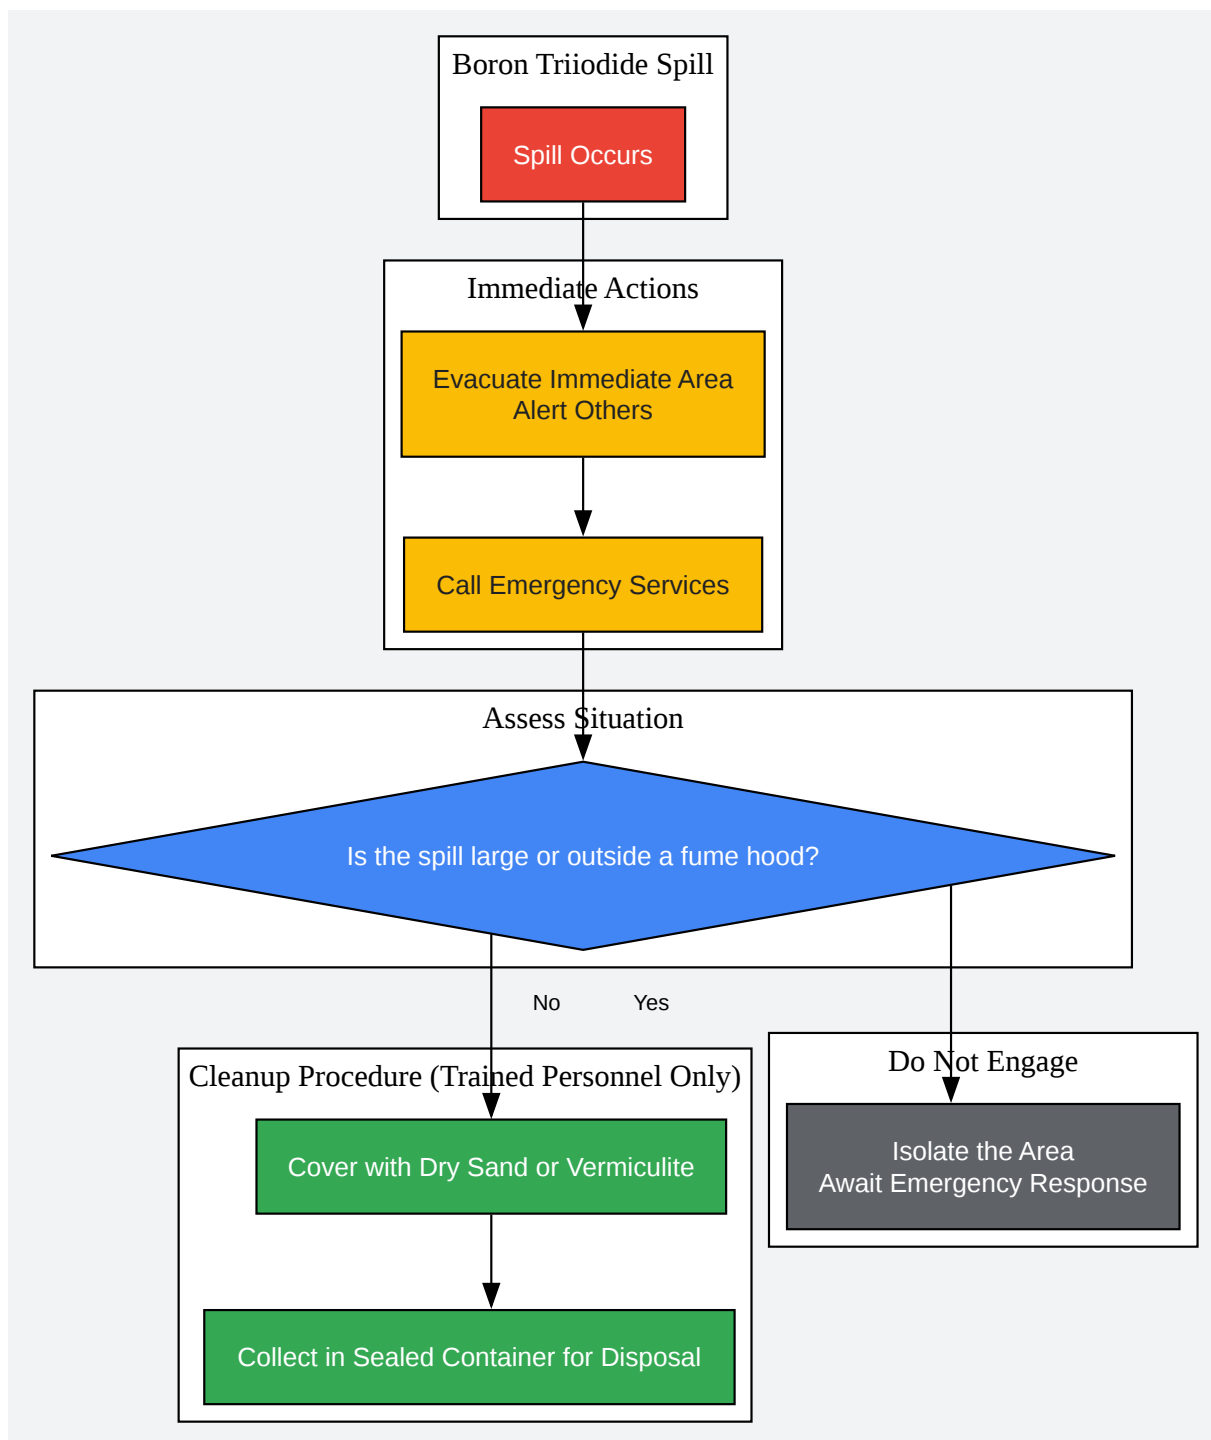 Boron Triiodide Spill
Spill Occurs
Immediate Actions
Evacuate Immediate Area
Alert Others
Call Emergency Services
Assess Situation
Is the spill large or outside a fume hood?
No
Yes
Cleanup Procedure (Trained Personnel Only)
Cover with Dry Sand or Vermiculite
Collect in Sealed Container for Disposal
Do Not Engage
Isolate the Area
Await Emergency Response